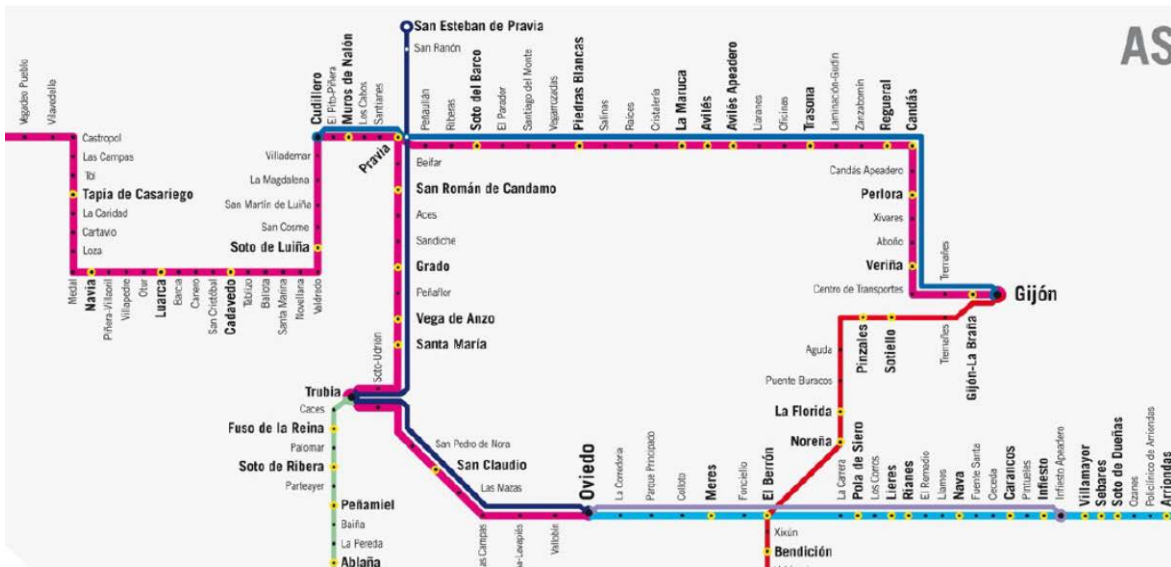 AS
Vegadeo Pueblo
Vilavedelle
Castropol
Las Campas
Tol
Tapia de Casariego
La Caridad
Cartavio
Loza
Medal
Navia
Piñera-Villaoril
Villapedre
Otur
Luarca
Barcia
Canero
San Cristóbal
Cadavedo
Tablizo
Ballota
Santa Marina
Novellana
Valdredo
Soto de Luiña
San Cosme
San Martín de Luiña
La Magdalena
Villademar
Cudillero
El Pito-Piñera
Muros de Nalón
Los Cabos
Santianes
Pravia
San Esteban de Pravia
San Ranón
Peñaullán
Riberas
Soto del Barco
El Parador
Santiago del Monte
Vegarrozadas
Piedras Blancas
Salinas
Raíces
Cristalería
La Maruca
Avilés
Avilés Apeadero
Llaranes
Oficinas
Trasona
Laminación-Gudín
Zanzabornín
Regueral
Candás
Candás Apeadero
Perlora
Xivares
Aboño
Veriña
Centro de Transportes
Tremañes
Gijón
Beifar
San Román de Candamo
Aces
Sandiche
Grado
Peñaflor
Vega de Anzo
Santa María
Soto-Udrión
Trubia
Caces
Fuso de la Reina
Palomar
Soto de Ribera
Parteayer
Peñamiel
Baiña
La Pereda
Ablaña
San Pedro de Nora
San Claudio
Las Mazas
as Campas
a-Lavapiés
Vallobín
Oviedo
La Corredoria
Parque Principado
Colloto
Meres
Fonciello
El Berrón
Xixún
Bendición
Noreña
La Florida
Puente Buracos
Aguda
Pinzales
Sotiello
Tremañes
Gijón-La Braña
La Carrera
Pola de Siero
Los Corros
Lieres
Rianes
El Remedio
Llames
Nava
Fuente Santa
Ceceda
Carancos
Pintueles
Infiesto
Infiesto Apeadero
Villamayor
Sebares
Soto de Dueñas
Ozanes
Policlínico de Arriondas
Arriondas